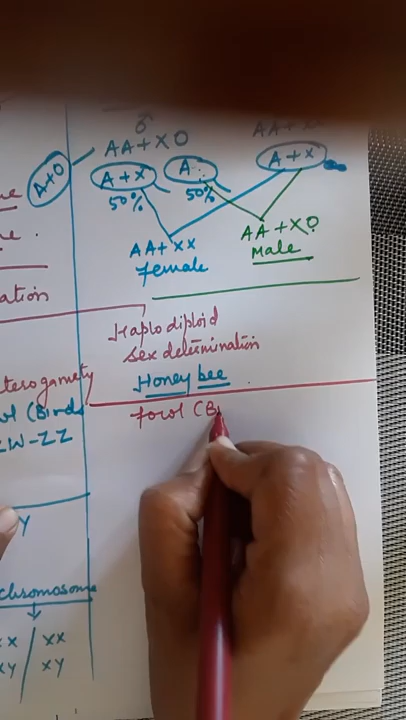 ♂
AA + XO
A+O
A + X
A
A + X
50%
50%
AA + XX
female
AA + XO
Male
ation
Haplo diploid
sex determination
Honey bee
terogamety
(Birds
ZW-ZZ
fowl (B
Y
chromosome
XX / XX
XY XY